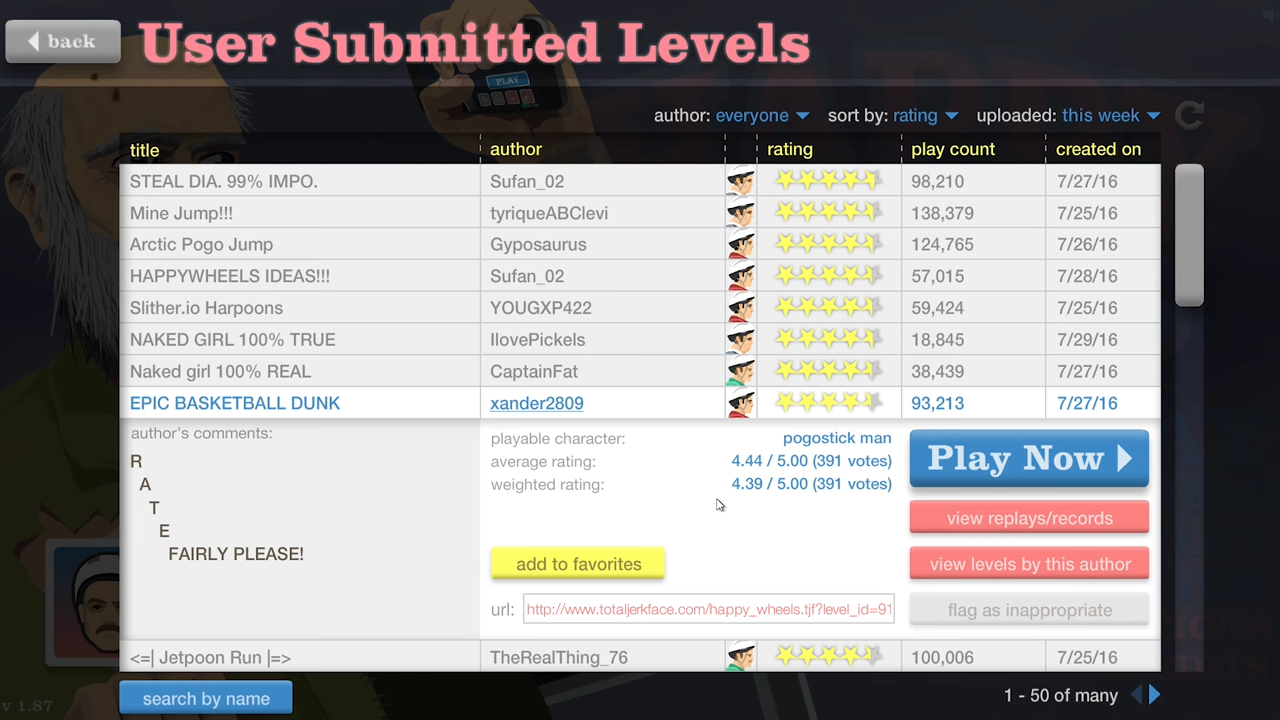 back
User Submitted Levels
PLAY
author: everyone sort by: rating uploaded: this week
title author rating play count created on
STEAL DIA. 99% IMPO. Sufan_02 98,210 7/27/16
Mine Jump!!! tyriqueABClevi 138,379 7/25/16
Arctic Pogo Jump Gyposaurus 124,765 7/26/16
HAPPYWHEELS IDEAS!!! Sufan_02 57,015 7/28/16
Slither.io Harpoons YOUGXP422 59,424 7/25/16
NAKED GIRL 100% TRUE IlovePickels 18,845 7/29/16
Naked girl 100% REAL CaptainFat 38,439 7/27/16
EPIC BASKETBALL DUNK xander2809 93,213 7/27/16
author's comments:
R
A
T
E
FAIRLY PLEASE!
playable character: pogostick man
average rating: 4.44 / 5.00 (391 votes)
weighted rating: 4.39 / 5.00 (391 votes)
add to favorites
url: http://www.totaljerkface.com/happy_wheels.tjf?level_id=91
Play Now
view replays/records
view levels by this author
flag as inappropriate
<=| Jetpoon Run |=> TheRealThing_76 100,006 7/25/16
v 1.87
search by name
1 - 50 of many